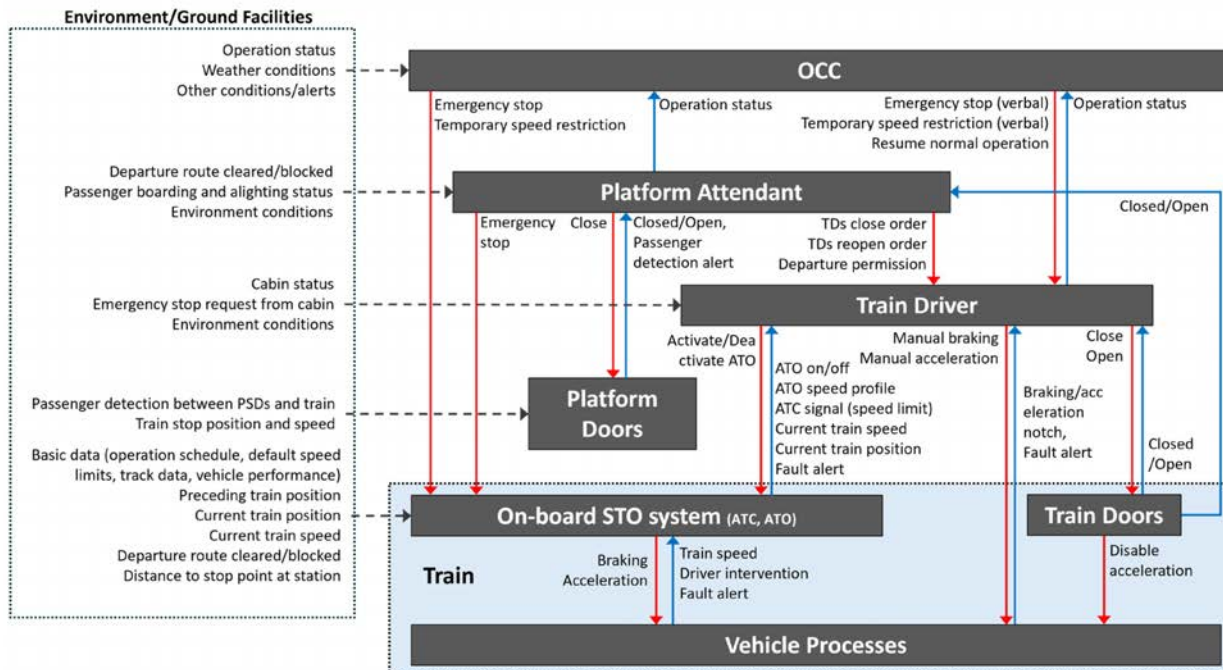 Environment/Ground Facilities
Operation status
Weather conditions
Other conditions/alerts
OCC
Emergency stop
Temporary speed restriction
Operation status
Emergency stop (verbal)
Temporary speed restriction (verbal)
Resume normal operation
Operation status
Departure route cleared/blocked
Passenger boarding and alighting status
Environment conditions
Platform Attendant
Closed/Open
Emergency
stop
Close
Closed/Open,
Passenger
detection alert
TDs close order
TDs reopen order
Departure permission
Cabin status
Emergency stop request from cabin
Environment conditions
Train Driver
Activate/Dea
ctivate ATO
ATO on/off
ATO speed profile
ATC signal (speed limit)
Current train speed
Current train position
Fault alert
Manual braking
Manual acceleration
Braking/acc
eleration
notch,
Fault alert
Close
Open
Closed
/Open
Passenger detection between PSDs and train
Train stop position and speed
Platform
Doors
Basic data (operation schedule, default speed
limits, track data, vehicle performance)
Preceding train position
Current train position
Current train speed
Departure route cleared/blocked
Distance to stop point at station
On-board STO system (ATC, ATO)
Train Doors
Train
Braking
Acceleration
Train speed
Driver intervention
Fault alert
Disable
acceleration
Vehicle Processes